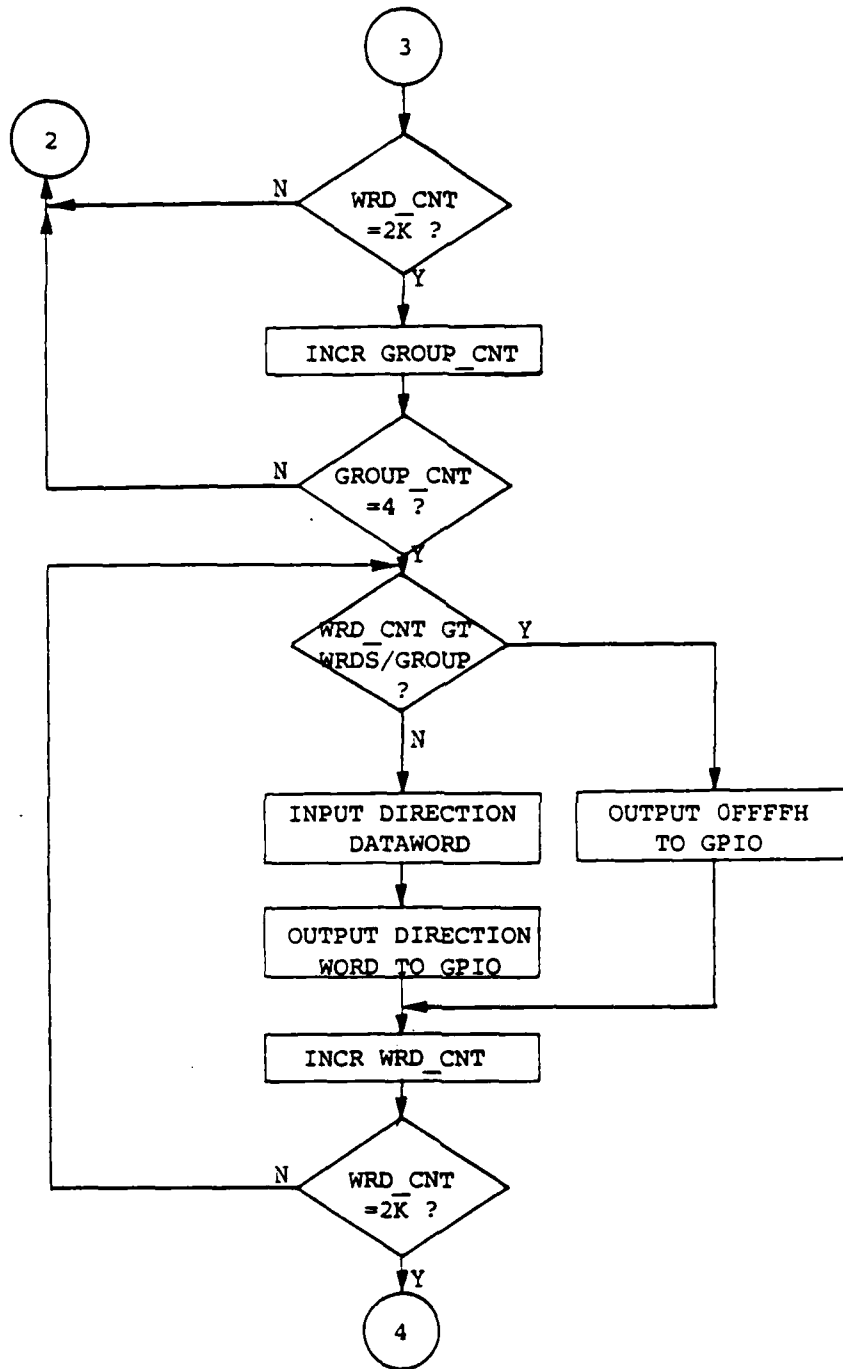 3
2
N
WRD_CNT
=2K ?
Y
INCR GROUP_CNT
N
GROUP_CNT
=4 ?
Y
WRD_CNT GT
WRDS/GROUP
?
Y
N
INPUT DIRECTION
DATAWORD
OUTPUT 0FFFFH
TO GPIO
OUTPUT DIRECTION
WORD TO GPIO
INCR WRD_CNT
N
WRD_CNT
=2K ?
Y
4